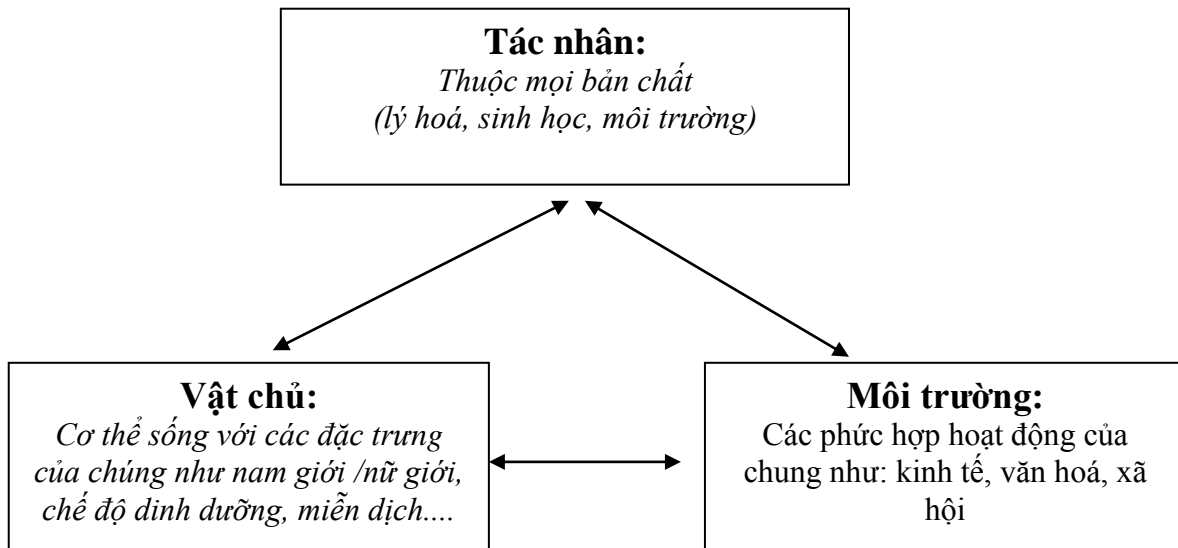 Tác nhân:
Thuộc mọi bản chất
(lý hoá, sinh học, môi trường)
Vật chủ:
Cơ thể sống với các đặc trưng
của chúng như nam giới /nữ giới,
chế độ dinh dưỡng, miễn dịch....
Môi trường:
Các phức hợp hoạt động của
chung như: kinh tế, văn hoá, xã
hội